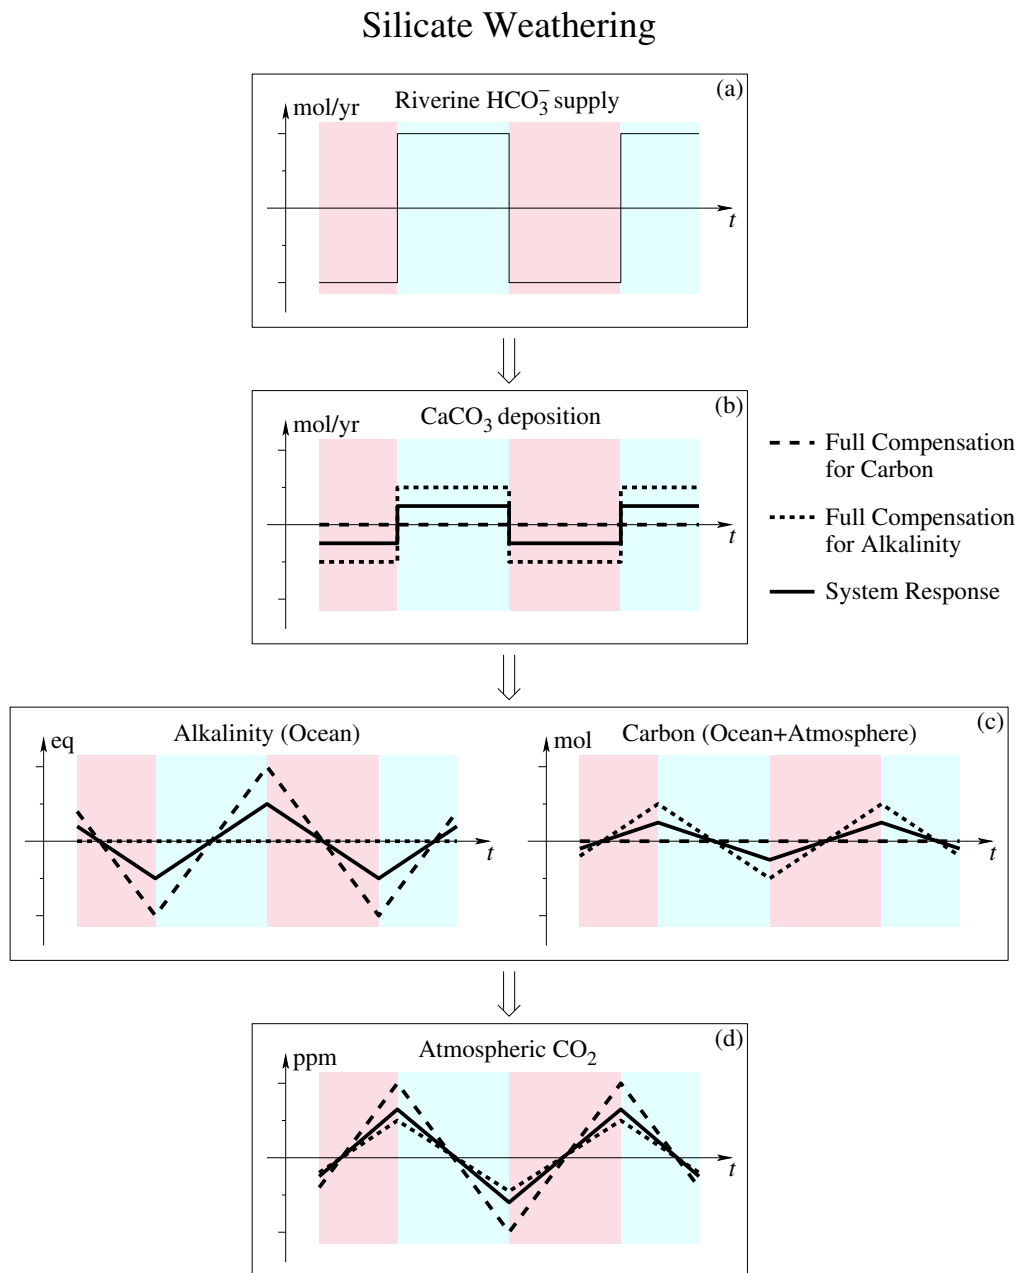 Silicate Weathering
(a)
Riverine HCO₃⁻ supply
mol/yr
t
(b)
CaCO₃ deposition
mol/yr
t
Full Compensation
for Carbon
Full Compensation
for Alkalinity
System Response
(c)
Alkalinity (Ocean)
eq
t
Carbon (Ocean+Atmosphere)
mol
t
(d)
Atmospheric CO₂
ppm
t